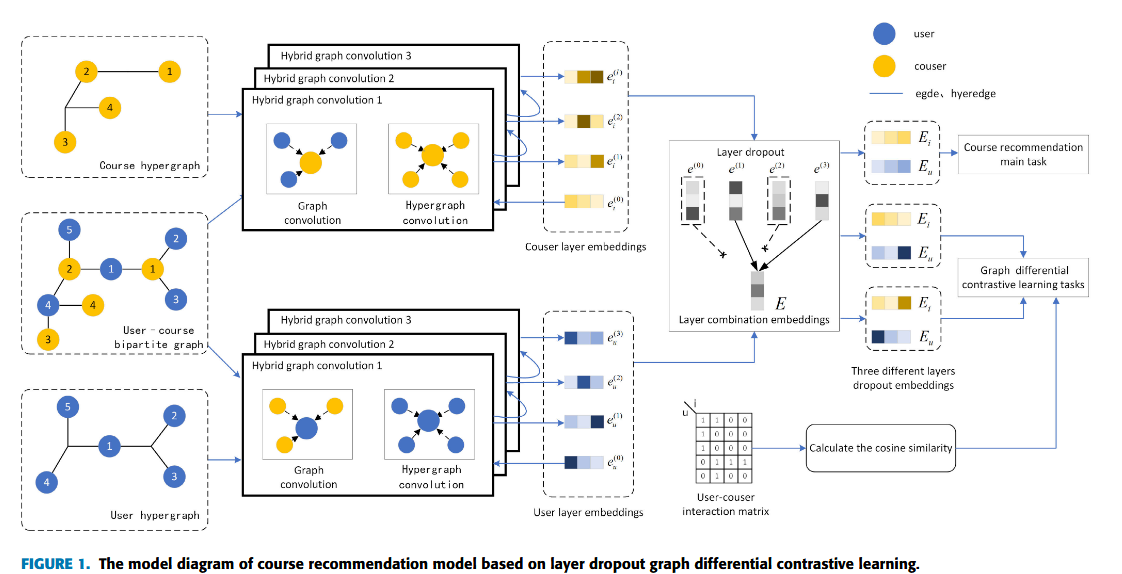 user
couser
egde、hyeredge
2
1
4
3
Course hypergraph
Hybrid graph convolution 3
Hybrid graph convolution 2
Hybrid graph convolution 1
Graph
convolution
Hypergraph
convolution
e_i^(i)
e_i^(2)
e_i^(1)
e_i^(0)
Couser layer embeddings
5
2
2
1
1
4
4
3
3
User－course
bipartite graph
5
2
1
4
3
User hypergraph
Hybrid graph convolution 3
Hybrid graph convolution 2
Hybrid graph convolution 1
Graph
convolution
Hypergraph
convolution
e_u^(3)
e_u^(2)
e_u^(1)
e_u^(0)
User layer embeddings
Layer dropout
e^(0) e^(1) e^(2) e^(3)
E
Layer combination embeddings
E_i
E_u
Course recommendation
main task
E_i
E_u
Graph differential
contrastive learning tasks
E_i
E_u
Three different layers
dropout embeddings
i
u
1 1 0 0
1 0 0 0
0 1 0 0
0 1 1 1
0 1 0 0
User-couser
interaction matrix
Calculate the cosine similarity
FIGURE 1. The model diagram of course recommendation model based on layer dropout graph differential contrastive learning.